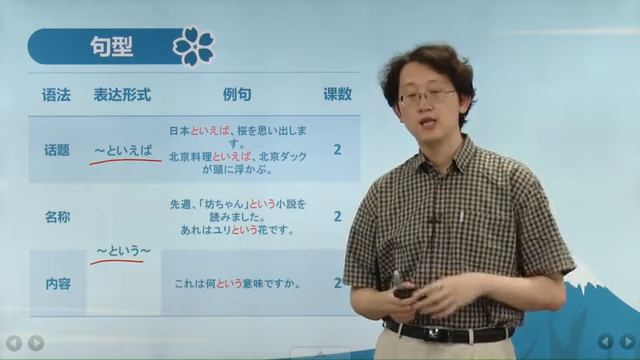 句型
语法 表达形式 例句 课数
话题 ～といえば 日本といえば、桜を思い出します。 2
北京料理といえば、北京ダックが頭に浮かぶ。
名称 ～という～ 先週、「坊ちゃん」という小説を読みました。 2
あれはユリという花です。
内容 これは何という意味ですか。 2